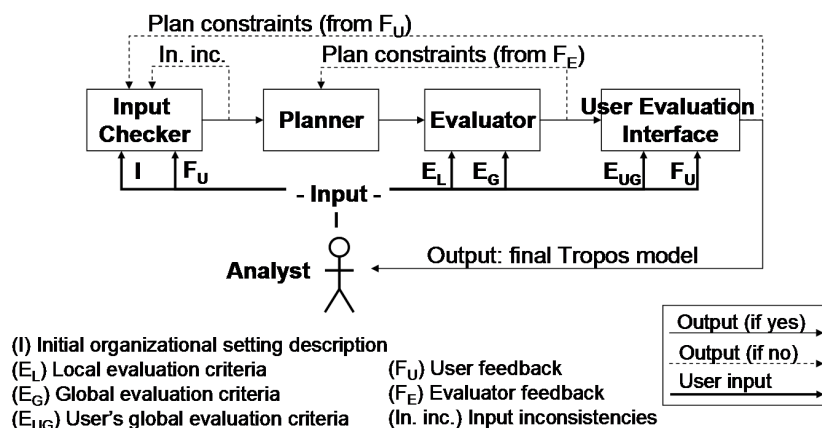 Plan constraints (from F_U)
In. inc.
Plan constraints (from F_E)
Input Checker
Planner
Evaluator
User Evaluation Interface
I
F_U
E_L
E_G
E_UG
F_U
- Input -
Analyst
Output: final Tropos model
(I) Initial organizational setting description
(E_L) Local evaluation criteria
(E_G) Global evaluation criteria
(E_UG) User's global evaluation criteria
(F_U) User feedback
(F_E) Evaluator feedback
(In. inc.) Input inconsistencies
Output (if yes)
Output (if no)
User input